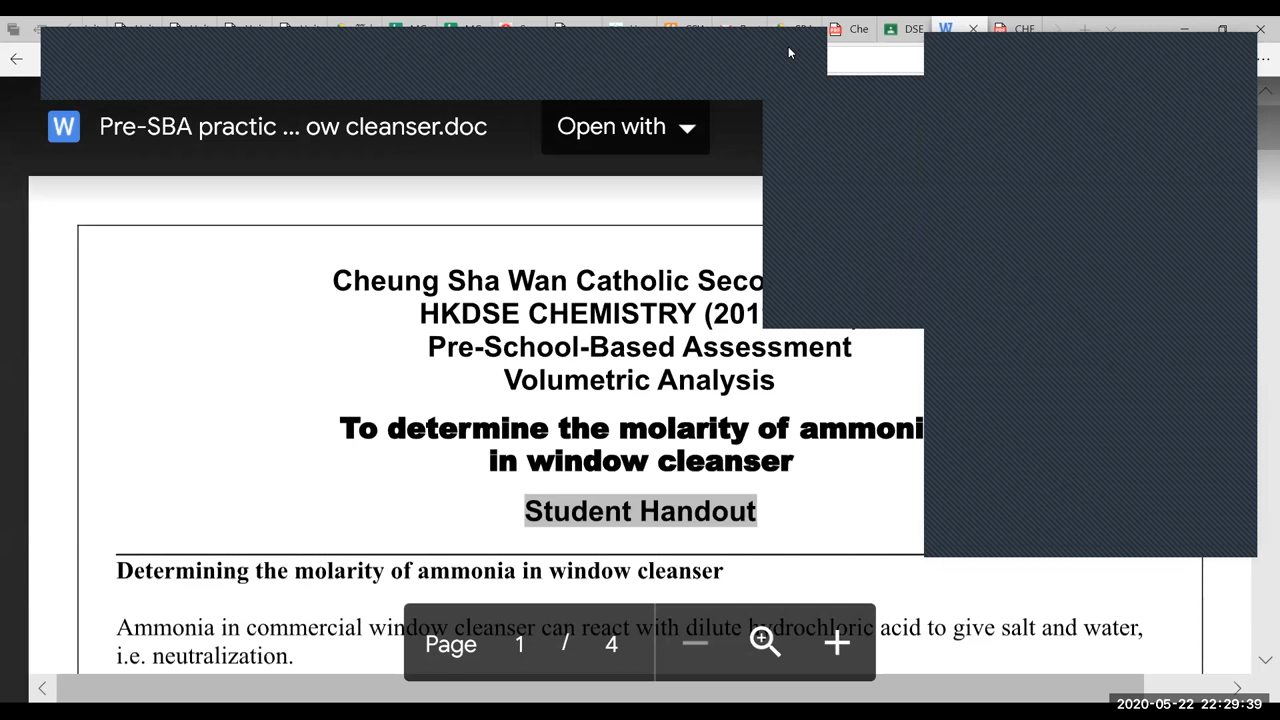 Che
DSE
W
CHE
W Pre-SBA practic ... ow cleanser.doc
Open with
Cheung Sha Wan Catholic Seco
HKDSE CHEMISTRY (201
Pre-School-Based Assessment
Volumetric Analysis
To determine the molarity of ammoni
in window cleanser
Student Handout
Determining the molarity of ammonia in window cleanser
Ammonia in commercial window cleanser can react with dilute hydrochloric acid to give salt and water,
i.e. neutralization.
Page 1 / 4
2020-05-22 22:29:39